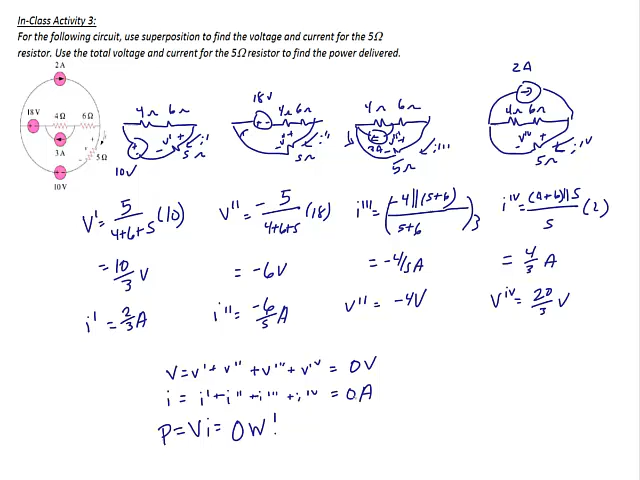 In-Class Activity 3:
For the following circuit, use superposition to find the voltage and current for the 5Ω
resistor. Use the total voltage and current for the 5Ω resistor to find the power delivered.
2 A
18 V
4 Ω
6 Ω
3 A
5 Ω
10 V
4Ω 6Ω
v' +
i'
5Ω
10V
18V
4Ω 6Ω
v'' +
i''
5Ω
4Ω 6Ω
v''' +
3A
i'''
5Ω
2A
4Ω 6Ω
v^iv +
i^iv
5Ω
V' = 5/(4+6+5) (10)
= 10/3 V
i' = 2/3 A
V'' = - 5/(4+6+5) (18)
= -6V
i'' = -6/5 A
i''' = (-4||(5+6)/(5+6)) 3
= -4/5 A
V'' = -4V
i^iv = (4+6)||5/5 (2)
= 4/3 A
V^iv = 20/3 V
V = V' + V'' + V''' + V^iv = 0V
i = i' + i'' + i''' + i^iv = 0A
P = Vi = 0W!